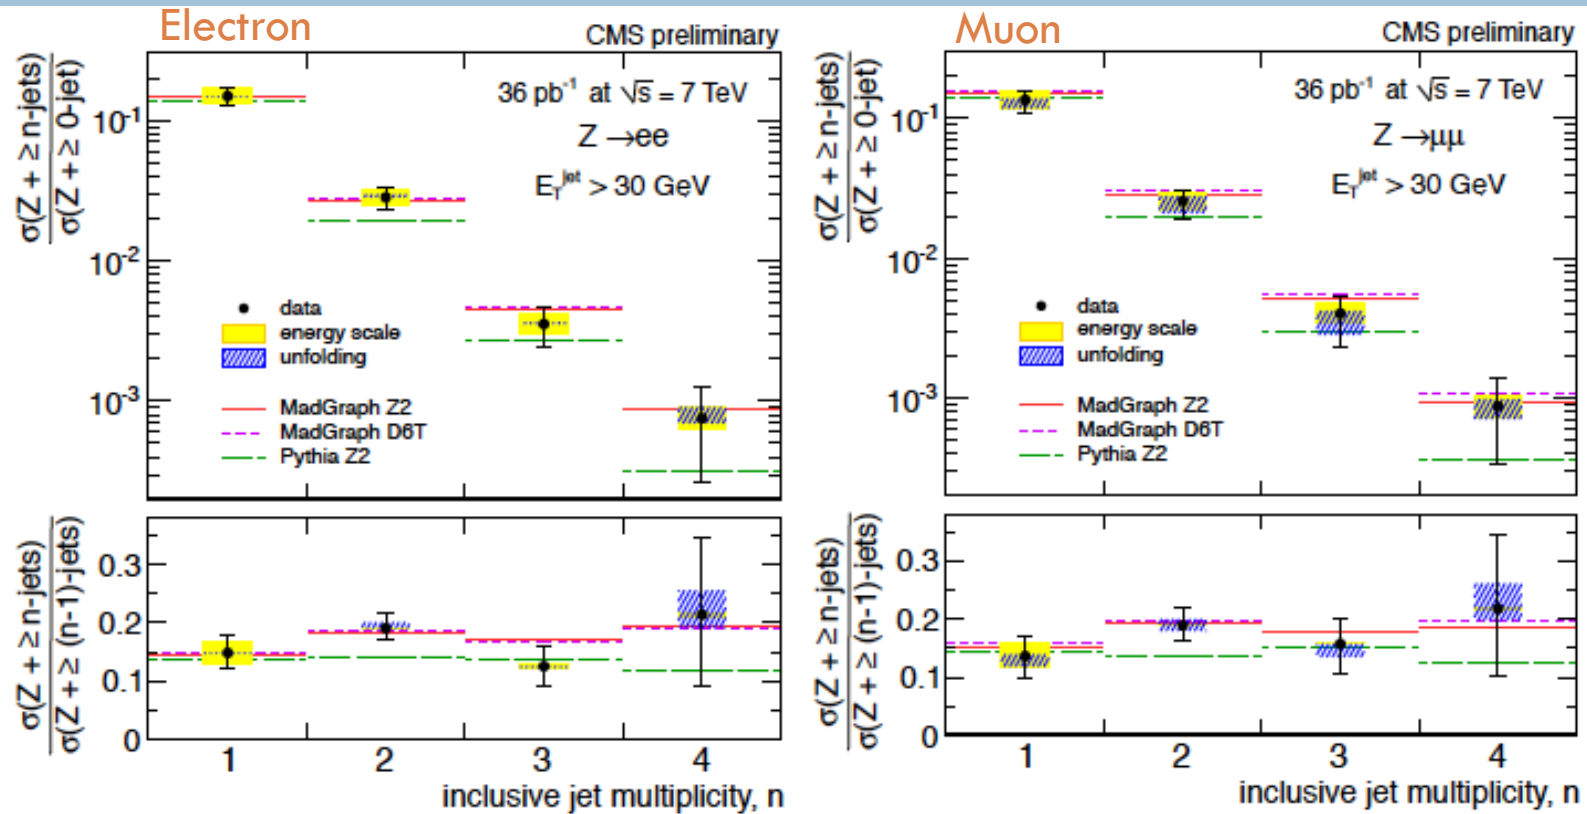 Electron
CMS preliminary
σ(Z + ≥ n-jets)
σ(Z + ≥ 0-jet)
36 pb⁻¹ at √s = 7 TeV
Z →ee
E_T^jet > 30 GeV
10⁻¹
10⁻²
10⁻³
data
energy scale
unfolding
MadGraph Z2
MadGraph D6T
Pythia Z2
σ(Z + ≥ n-jets)
σ(Z + ≥ (n-1)-jets)
0.3
0.2
0.1
0
1 2 3 4
inclusive jet multiplicity, n
Muon
CMS preliminary
σ(Z + ≥ n-jets)
σ(Z + ≥ 0-jet)
36 pb⁻¹ at √s = 7 TeV
Z →μμ
E_T^jet > 30 GeV
10⁻¹
10⁻²
10⁻³
data
energy scale
unfolding
MadGraph Z2
MadGraph D6T
Pythia Z2
σ(Z + ≥ n-jets)
σ(Z + ≥ (n-1)-jets)
0.3
0.2
0.1
0
1 2 3 4
inclusive jet multiplicity, n